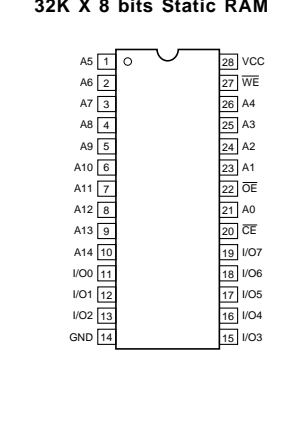 32K X 8 bits Static RAM
A5 1 28 VCC
A6 2 27 W̅E̅
A7 3 26 A4
A8 4 25 A3
A9 5 24 A2
A10 6 23 A1
A11 7 22 O̅E̅
A12 8 21 A0
A13 9 20 C̅E̅
A14 10 19 I/O7
I/O0 11 18 I/O6
I/O1 12 17 I/O5
I/O2 13 16 I/O4
GND 14 15 I/O3